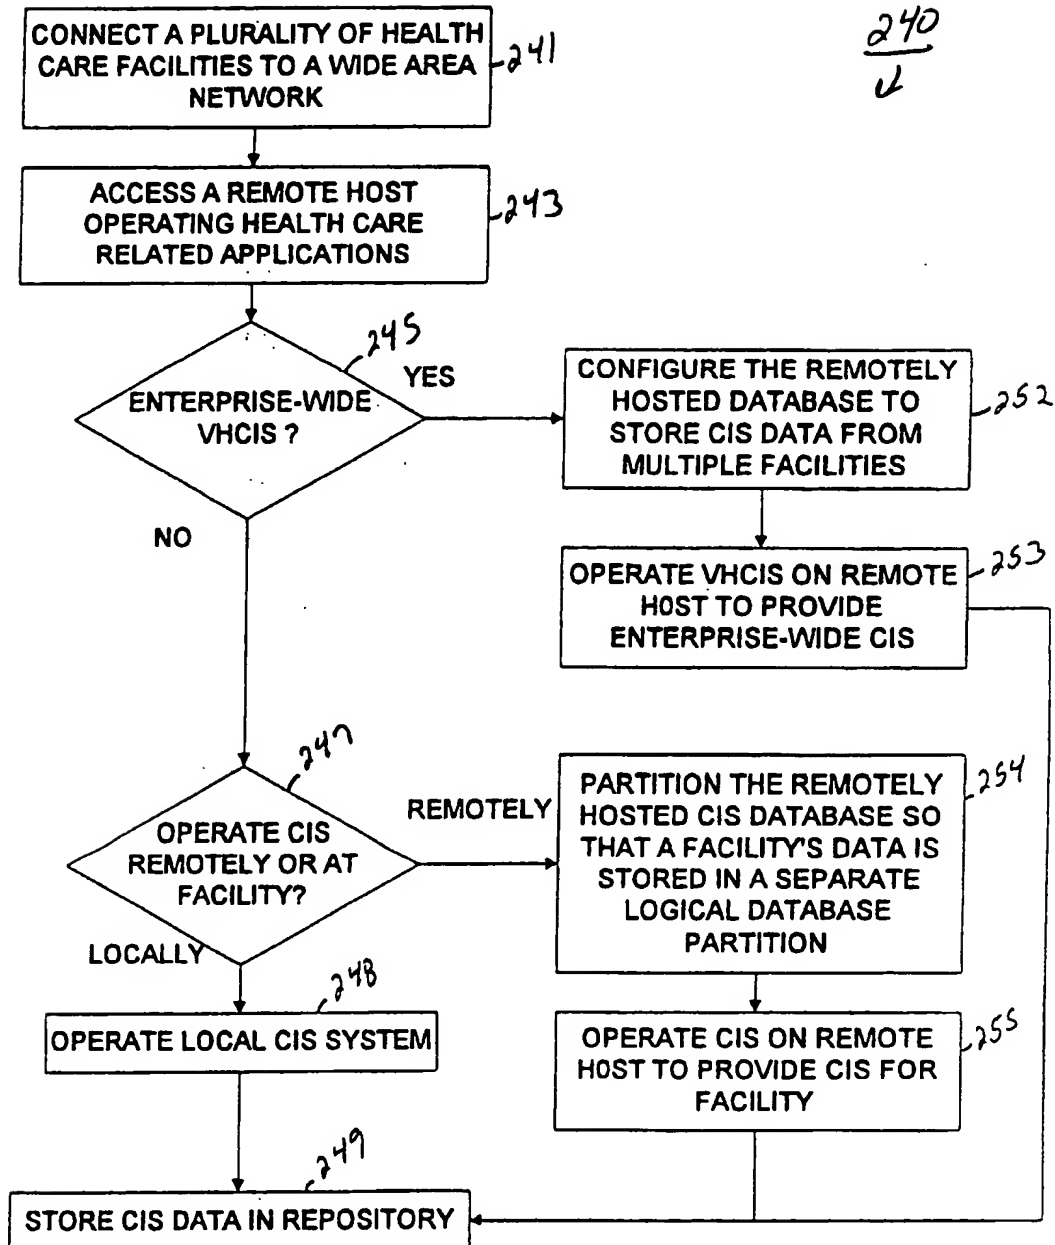 240
CONNECT A PLURALITY OF HEALTH
CARE FACILITIES TO A WIDE AREA
NETWORK
241
ACCESS A REMOTE HOST
OPERATING HEALTH CARE
RELATED APPLICATIONS
243
245
ENTERPRISE-WIDE
VHCIS ?
YES
NO
CONFIGURE THE REMOTELY
HOSTED DATABASE TO
STORE CIS DATA FROM
MULTIPLE FACILITIES
252
OPERATE VHCIS ON REMOTE
HOST TO PROVIDE
ENTERPRISE-WIDE CIS
253
247
OPERATE CIS
REMOTELY OR AT
FACILITY?
REMOTELY
LOCALLY
PARTITION THE REMOTELY
HOSTED CIS DATABASE SO
THAT A FACILITY'S DATA IS
STORED IN A SEPARATE
LOGICAL DATABASE
PARTITION
254
248
OPERATE LOCAL CIS SYSTEM
OPERATE CIS ON REMOTE
HOST TO PROVIDE CIS FOR
FACILITY
255
249
STORE CIS DATA IN REPOSITORY